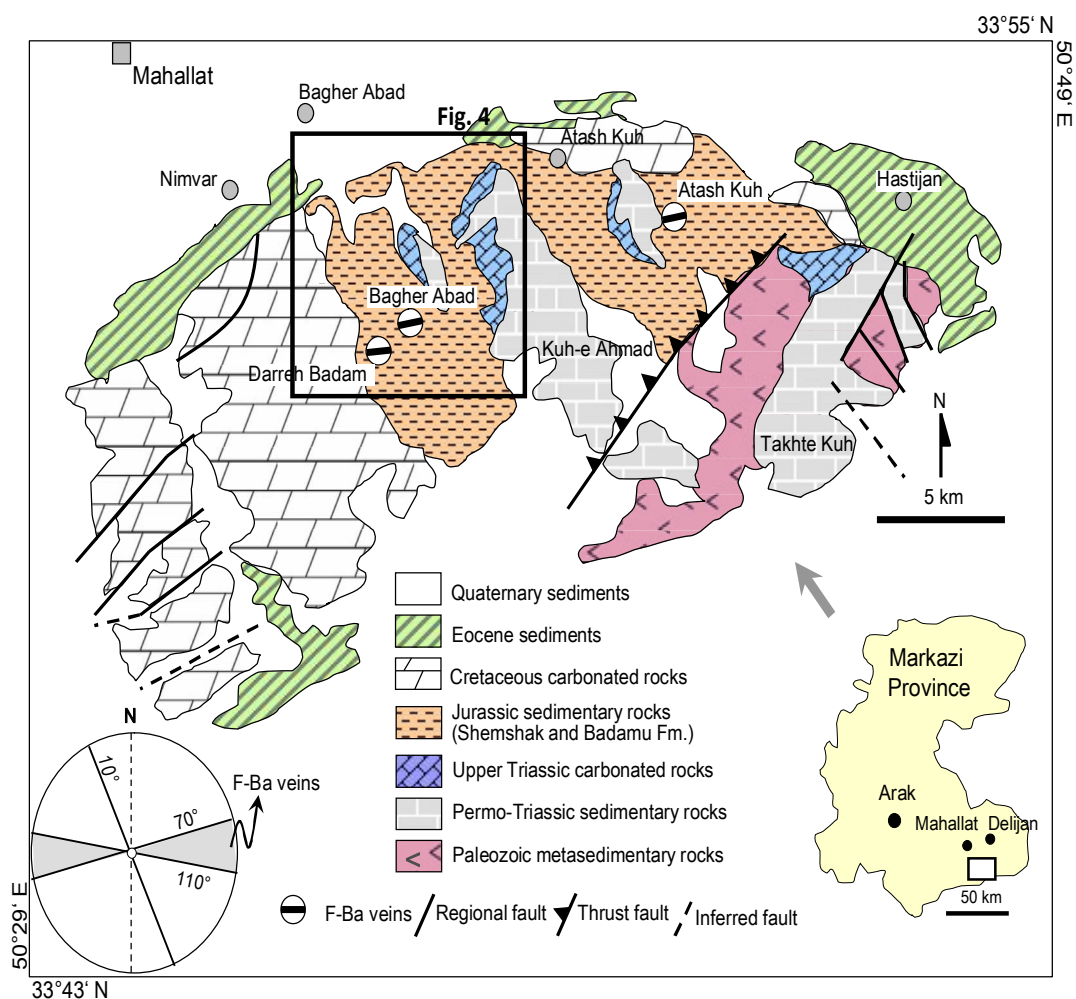 33°55‘ N
50°49‘ E
Mahallat
Bagher Abad
Fig. 4
Atash Kuh
Nimvar
Atash Kuh
Hastijan
Bagher Abad
Kuh-e Ahmad
Darreh Badam
Takhte Kuh
N
5 km
Quaternary sediments
Eocene sediments
Cretaceous carbonated rocks
Jurassic sedimentary rocks
(Shemshak and Badamu Fm.)
Upper Triassic carbonated rocks
Permo-Triassic sedimentary rocks
Paleozoic metasedimentary rocks
F-Ba veins
Regional fault
Thrust fault
Inferred fault
N
10°
70°
110°
F-Ba veins
Markazi
Province
Arak
Mahallat
Delijan
50 km
50°29‘ E
33°43‘ N